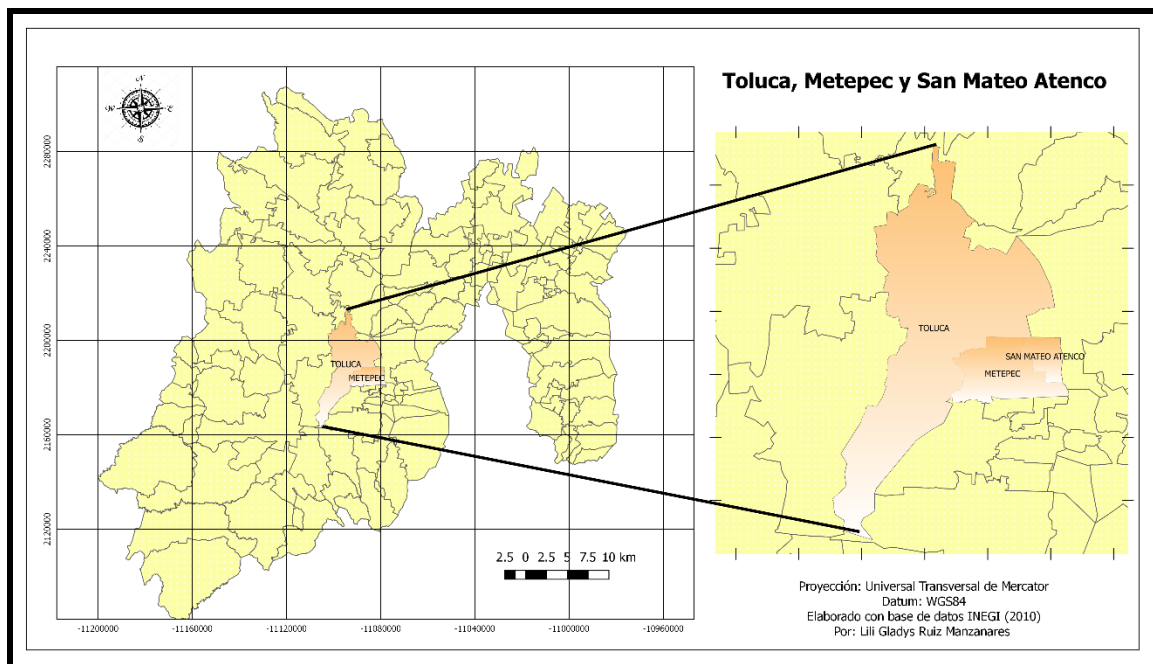 Toluca, Metepec y San Mateo Atenco
N
W
E
S
2280000
2240000
2200000
2160000
2120000
TOLUCA
METEPEC
2.5 0 2.5 5 7.5 10 km
-11200000 -11160000 -11120000 -11080000 -11040000 -11000000 -10960000
TOLUCA
SAN MATEO ATENCO
METEPEC
Proyección: Universal Transversal de Mercator
Datum: WGS84
Elaborado con base de datos INEGI (2010)
Por: Lili Gladys Ruiz Manzanares